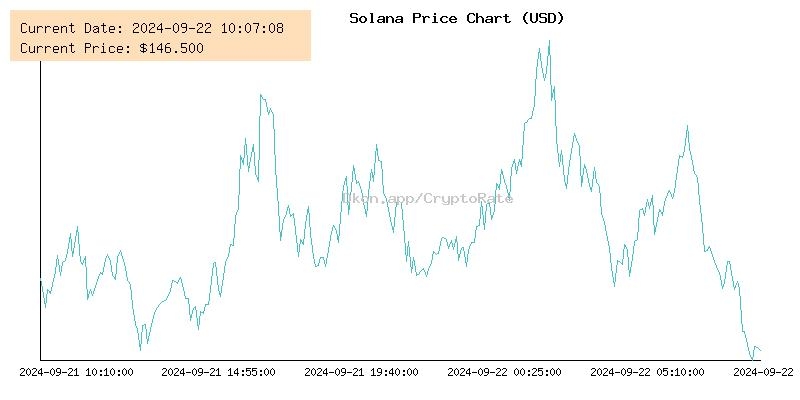 Solana Price Chart (USD)
Current Date: 2024-09-22 10:07:08
Current Price: $146.500
Ukon.app/CryptoRate
2024-09-21 10:10:00 2024-09-21 14:55:00 2024-09-21 19:40:00 2024-09-22 00:25:00 2024-09-22 05:10:00 2024-09-22